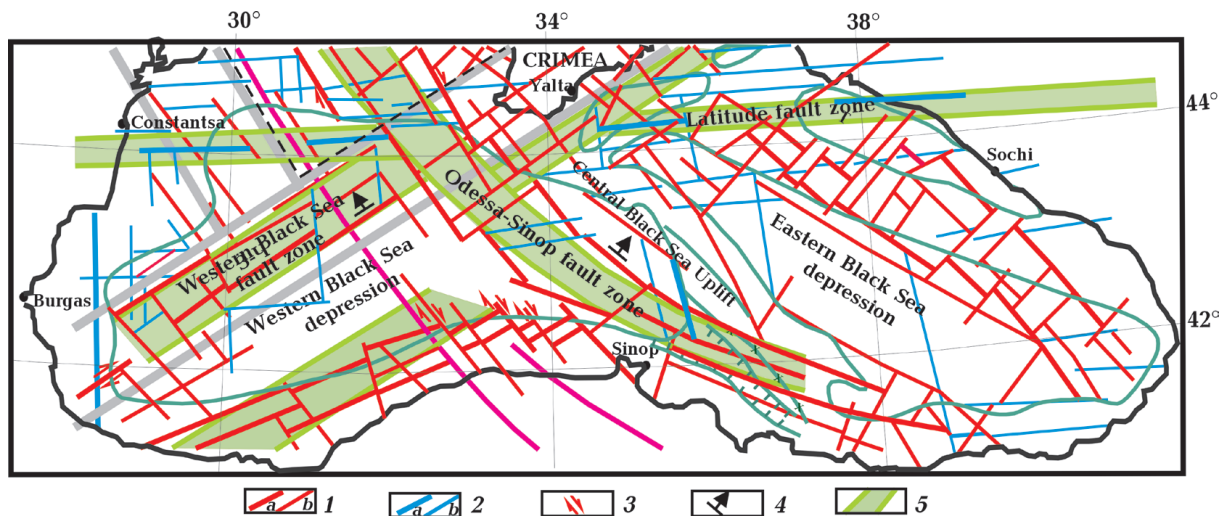 30° 34° 38°
CRIMEA
Yalta
44°
Constantsa
Latitude fault zone
Sochi
Odessa-Sinop fault zone
Central Black Sea Uplift
Western Black Sea
fault zone
Eastern Black Sea
depression
Western Black Sea
depression
Burgas
42°
Sinop
a b 1 a b 2 3 4 5